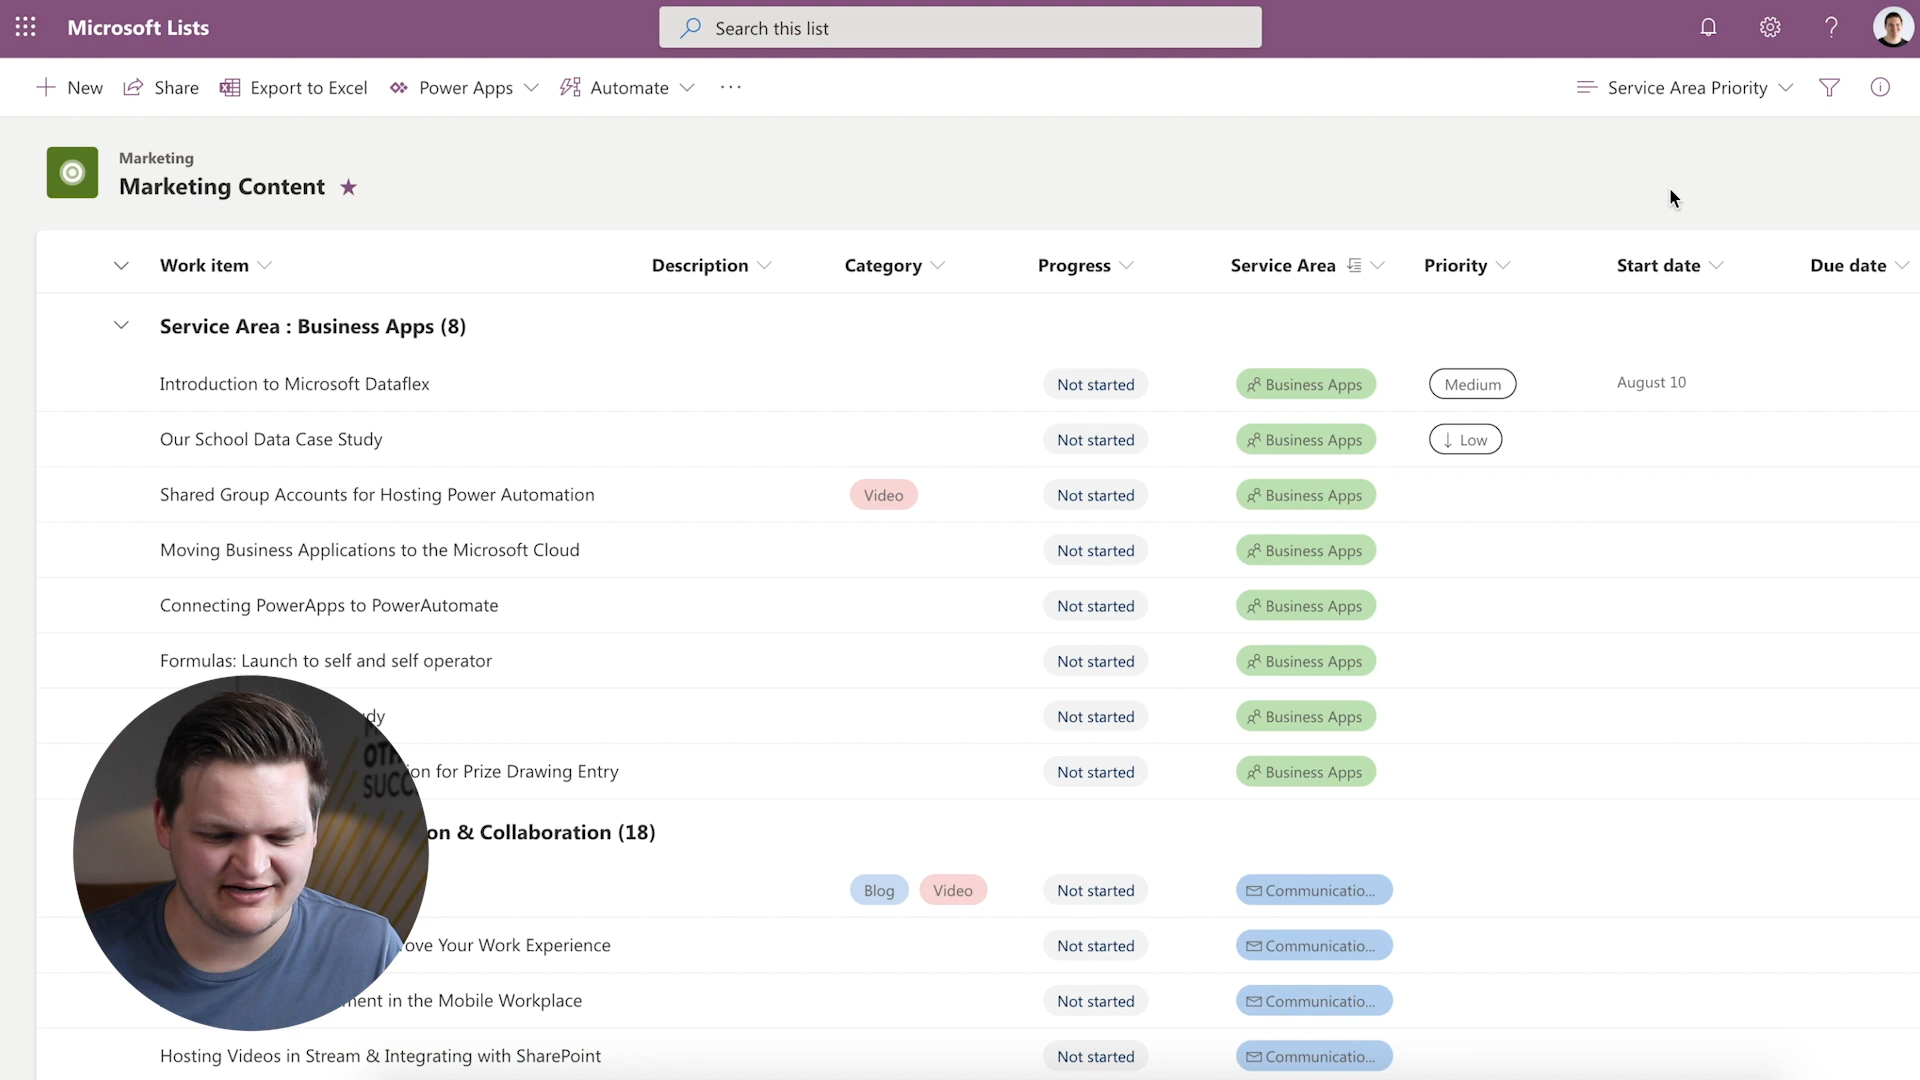 Microsoft Lists
Search this list
New Share Export to Excel Power Apps Automate ... Service Area Priority
Marketing
Marketing Content
Work item Description Category Progress Service Area Priority Start date Due date
Service Area : Business Apps (8)
Introduction to Microsoft Dataflex Not started Business Apps Medium August 10
Our School Data Case Study Not started Business Apps Low
Shared Group Accounts for Hosting Power Automation Video Not started Business Apps
Moving Business Applications to the Microsoft Cloud Not started Business Apps
Connecting PowerApps to PowerAutomate Not started Business Apps
Formulas: Launch to self and self operator Not started Business Apps
Not started Business Apps
for Prize Drawing Entry Not started Business Apps
& Collaboration (18)
Blog Video Not started Communicatio...
Your Work Experience Not started Communicatio...
in the Mobile Workplace Not started Communicatio...
Hosting Videos in Stream & Integrating with SharePoint Not started Communicatio...